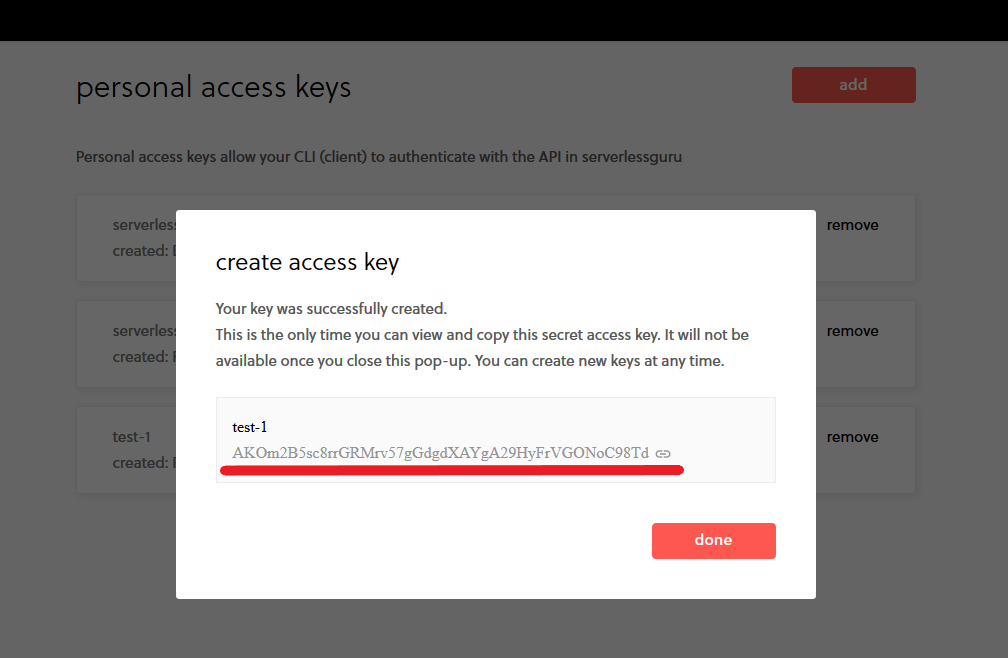 personal access keys
add
Personal access keys allow your CLI (client) to authenticate with the API in serverlessguru
serverless
created:
remove
create access key
Your key was successfully created.
This is the only time you can view and copy this secret access key. It will not be
available once you close this pop-up. You can create new keys at any time.
serverless
created:
remove
test-1
AKOm2B5sc8rrGRMrv57gGdgdXAYgA29HyFrVGONoC98Td
test-1
created:
remove
done